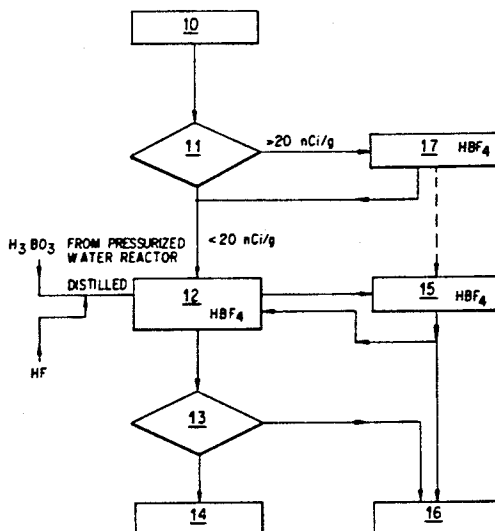 10
11
>20 nCi/g
17 HBF4
<20 nCi/g
H3BO3 FROM PRESSURIZED
WATER REACTOR
DISTILLED
12
HBF4
15
HBF4
HF
13
14
16